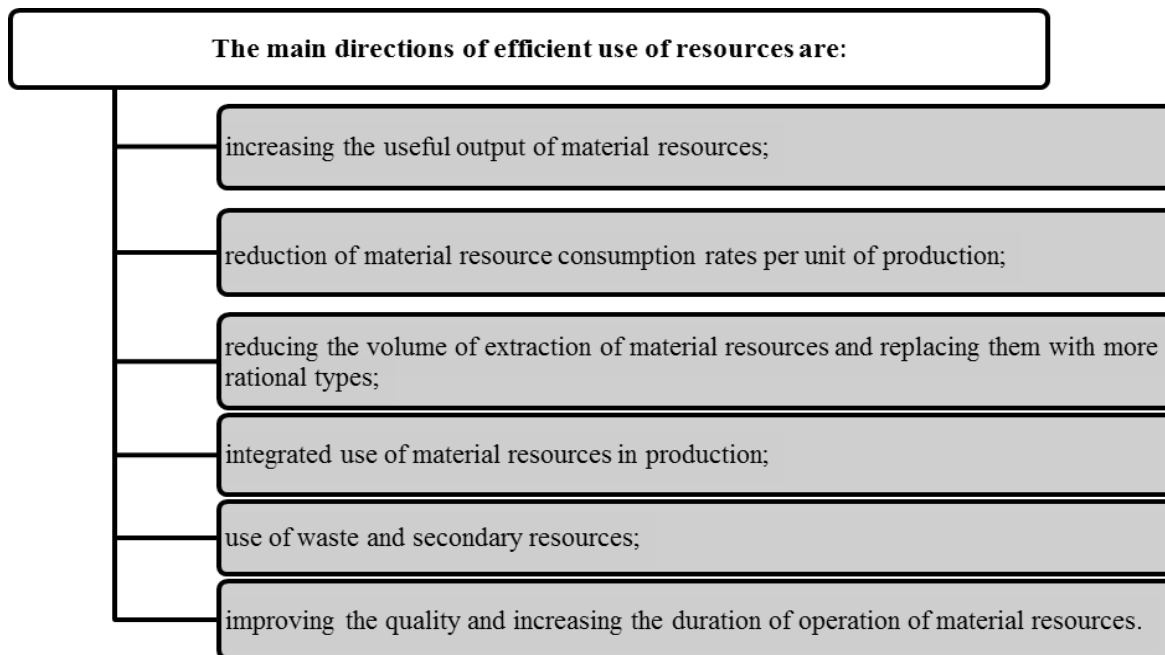 The main directions of efficient use of resources are:
increasing the useful output of material resources;
reduction of material resource consumption rates per unit of production;
reducing the volume of extraction of material resources and replacing them with more
rational types;
integrated use of material resources in production;
use of waste and secondary resources;
improving the quality and increasing the duration of operation of material resources.